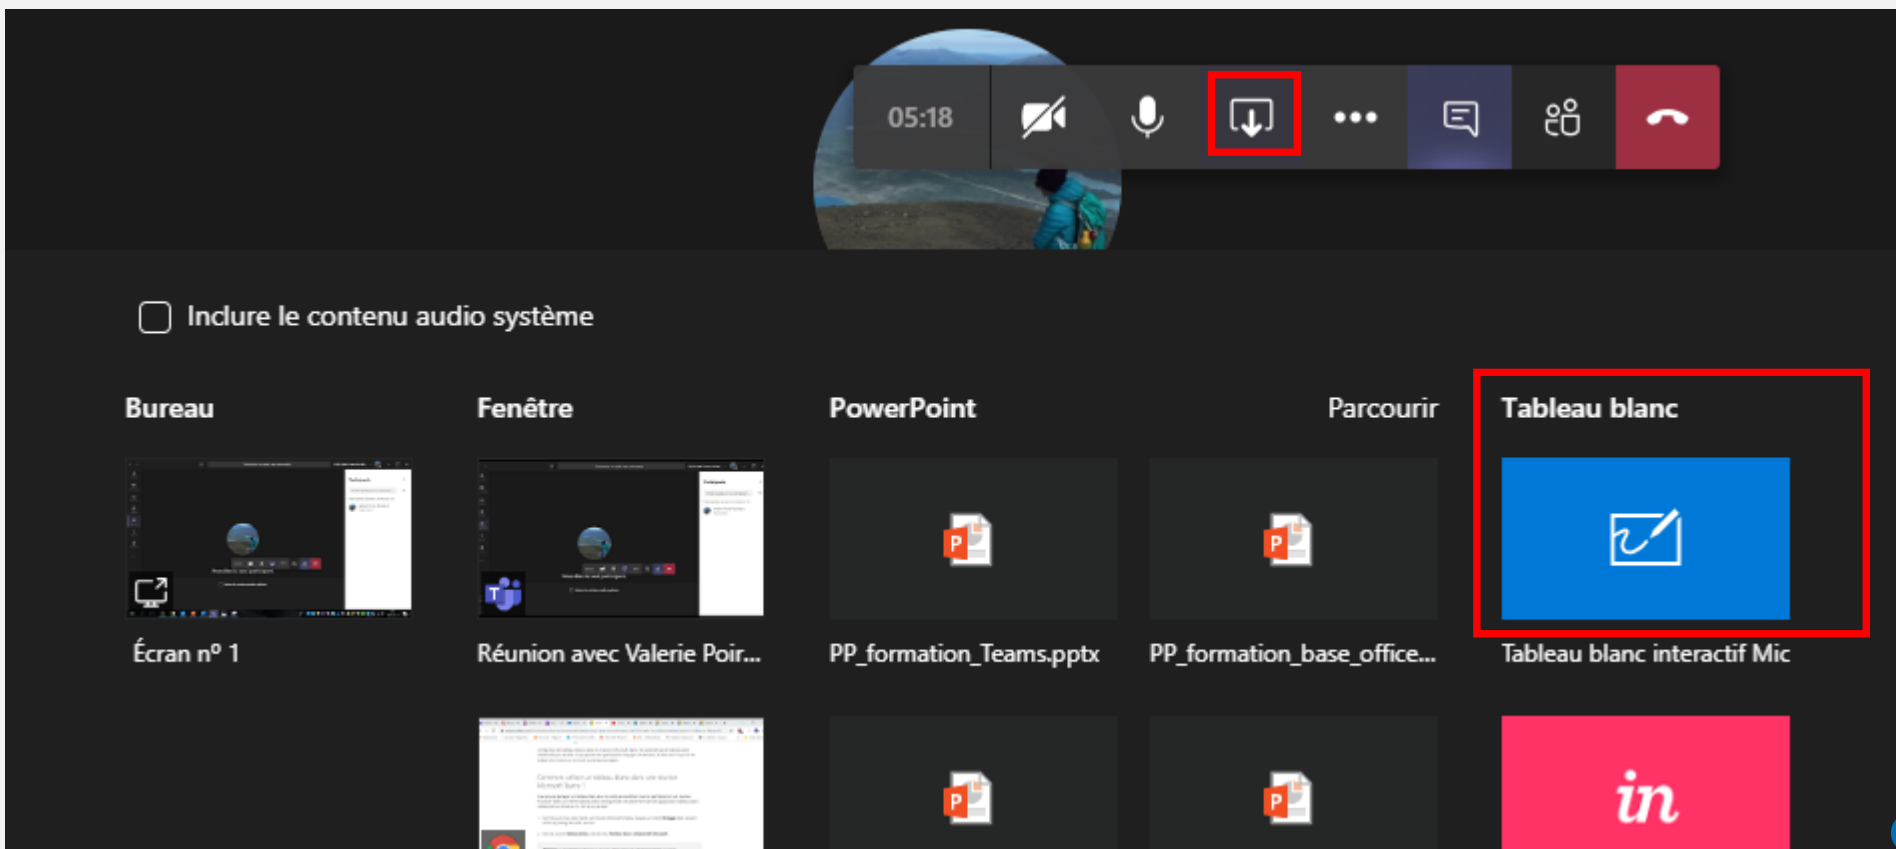 05:18
Inclure le contenu audio système
Bureau
Fenêtre
PowerPoint
Parcourir
Tableau blanc
Écran nº 1
Réunion avec Valerie Poir...
PP_formation_Teams.pptx
PP_formation_base_office...
Tableau blanc interactif Mic
in